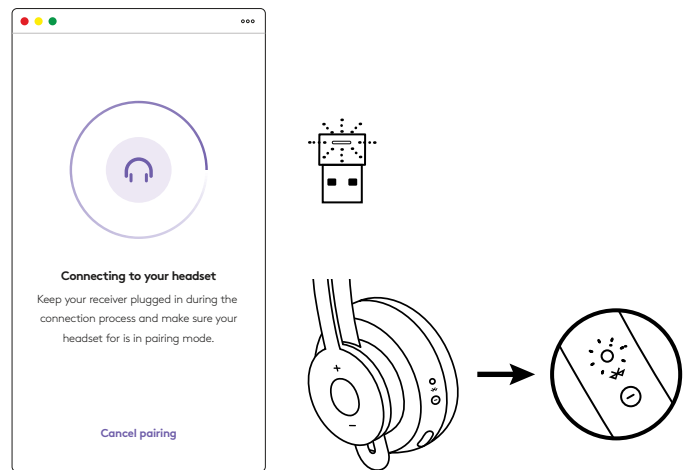 Connecting to your headset
Keep your receiver plugged in during the
connection process and make sure your
headset for is in pairing mode.
Cancel pairing